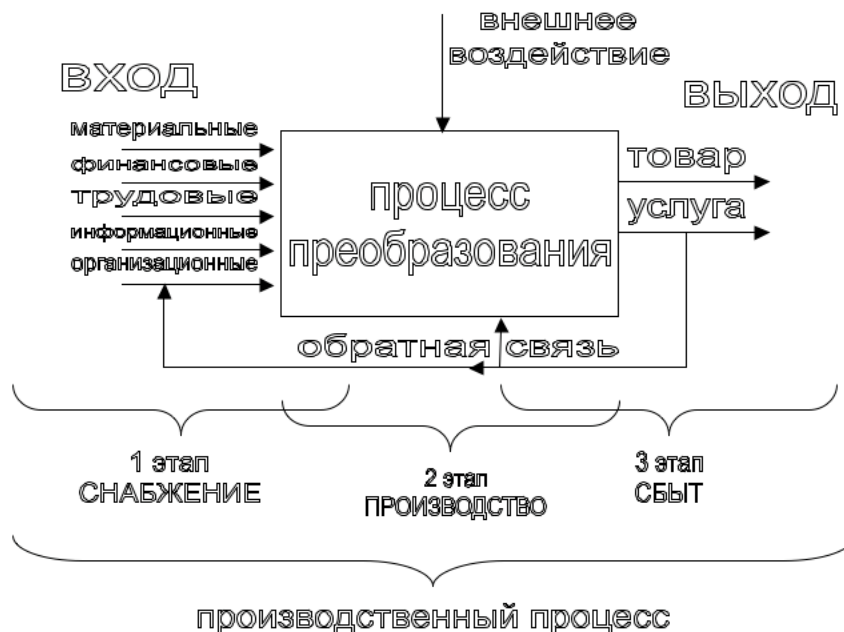 внешнее
воздействие
ВХОД
ВЫХОД
материальные
финансовые
трудовые
информационные
организационные
процесс
преобразования
товар
услуга
обратная связь
1 этап
СНАБЖЕНИЕ
2 этап
ПРОИЗВОДСТВО
3 этап
СБЫТ
производственный процесс